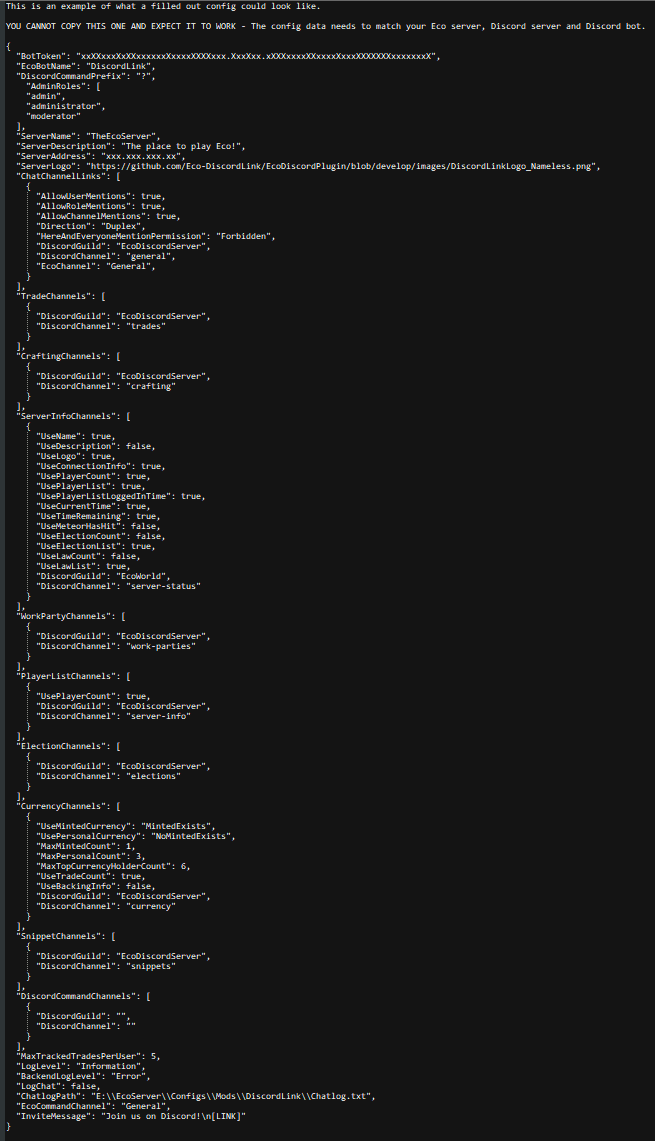 This is an example of what a filled out config could look like.
YOU CANNOT COPY THIS ONE AND EXPECT IT TO WORK - The config data needs to match your Eco server, Discord server and Discord bot.
{
"BotToken": "xxXXxxxXxXXxxxxxxXxxxxXXXXxxx.XxxXxx.xXXXxxxxXXxxxxXxxxXXXXXXXxxxxxxxX",
"EcoBotName": "DiscordLink",
"DiscordCommandPrefix": "?",
"AdminRoles": [
"admin",
"administrator",
"moderator"
],
"ServerName": "TheEcoServer",
"ServerDescription": "The place to play Eco!",
"ServerAddress": "xxx.xxx.xxx.xx",
"ServerLogo": "https://github.com/Eco-DiscordLink/EcoDiscordPlugin/blob/develop/images/DiscordLinkLogo_Nameless.png",
"ChatChannelLinks": [
{
"AllowUserMentions": true,
"AllowRoleMentions": true,
"AllowChannelMentions": true,
"Direction": "Duplex",
"HereAndEveryoneMentionPermission": "Forbidden",
"DiscordGuild": "EcoDiscordServer",
"DiscordChannel": "general",
"EcoChannel": "General",
}
],
"TradeChannels": [
{
"DiscordGuild": "EcoDiscordServer",
"DiscordChannel": "trades"
}
],
"CraftingChannels": [
{
"DiscordGuild": "EcoDiscordServer",
"DiscordChannel": "crafting"
}
],
"ServerInfoChannels": [
{
"UseName": true,
"UseDescription": false,
"UseLogo": true,
"UseConnectionInfo": true,
"UsePlayerCount": true,
"UsePlayerList": true,
"UsePlayerListLoggedInTime": true,
"UseCurrentTime": true,
"UseTimeRemaining": true,
"UseMeteorHasHit": false,
"UseElectionCount": false,
"UseElectionList": true,
"UseLawCount": false,
"UseLawList": true,
"DiscordGuild": "EcoWorld",
"DiscordChannel": "server-status"
}
],
"WorkPartyChannels": [
{
"DiscordGuild": "EcoDiscordServer",
"DiscordChannel": "work-parties"
}
],
"PlayerListChannels": [
{
"UsePlayerCount": true,
"DiscordGuild": "EcoDiscordServer",
"DiscordChannel": "server-info"
}
],
"ElectionChannels": [
{
"DiscordGuild": "EcoDiscordServer",
"DiscordChannel": "elections"
}
],
"CurrencyChannels": [
{
"UseMintedCurrency": "MintedExists",
"UsePersonalCurrency": "NoMintedExists",
"MaxMintedCount": 1,
"MaxPersonalCount": 3,
"MaxTopCurrencyHolderCount": 6,
"UseTradeCount": true,
"UseBackingInfo": false,
"DiscordGuild": "EcoDiscordServer",
"DiscordChannel": "currency"
}
],
"SnippetChannels": [
{
"DiscordGuild": "EcoDiscordServer",
"DiscordChannel": "snippets"
}
],
"DiscordCommandChannels": [
{
"DiscordGuild": "",
"DiscordChannel": ""
}
],
"MaxTrackedTradesPerUser": 5,
"LogLevel": "Information",
"BackendLogLevel": "Error",
"LogChat": false,
"ChatlogPath": "E:\\EcoServer\\Configs\\Mods\\DiscordLink\\Chatlog.txt",
"EcoCommandChannel": "General",
"InviteMessage": "Join us on Discord!\n[LINK]"
}